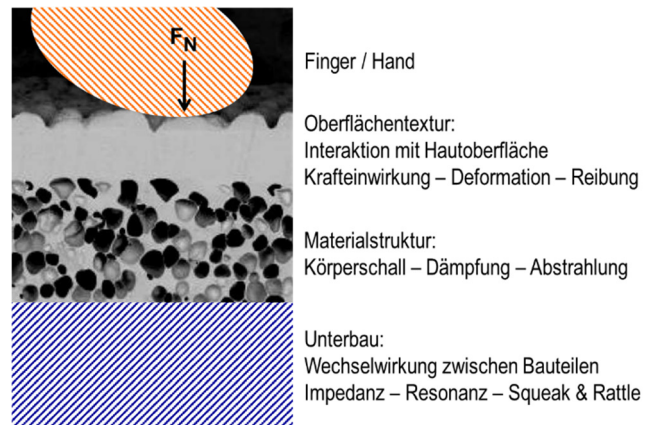 F_N
Finger / Hand
Oberflächentextur:
Interaktion mit Hautoberfläche
Krafteinwirkung – Deformation – Reibung
Materialstruktur:
Körperschall – Dämpfung – Abstrahlung
Unterbau:
Wechselwirkung zwischen Bauteilen
Impedanz – Resonanz – Squeak & Rattle